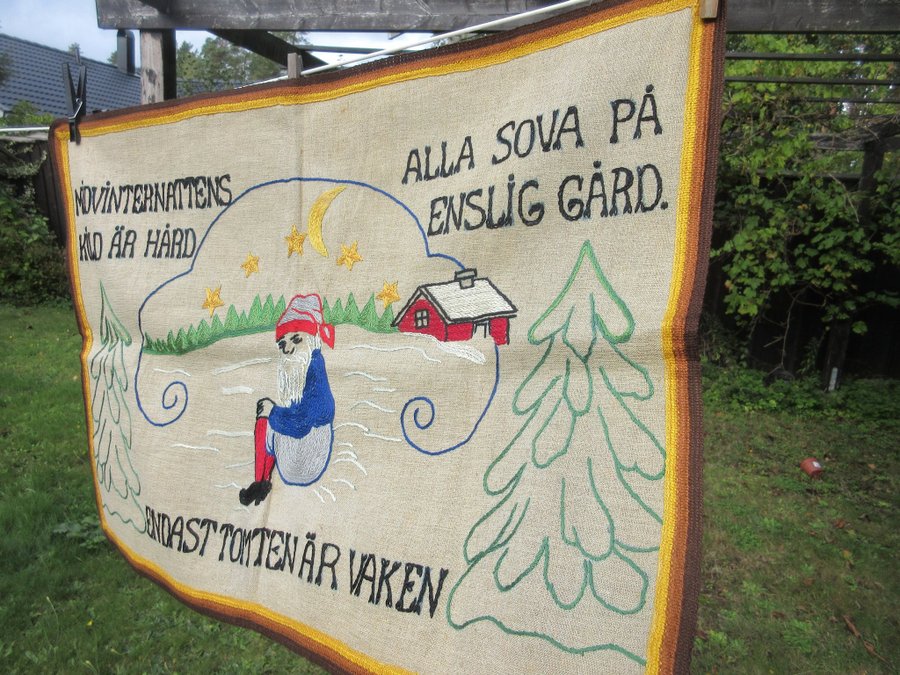 MIDVINTERNATTENS
KÖLD ÄR HÅRD
ALLA SOVA PÅ
ENSLIG GÅRD.
ENDAST TOMTEN ÄR VAKEN